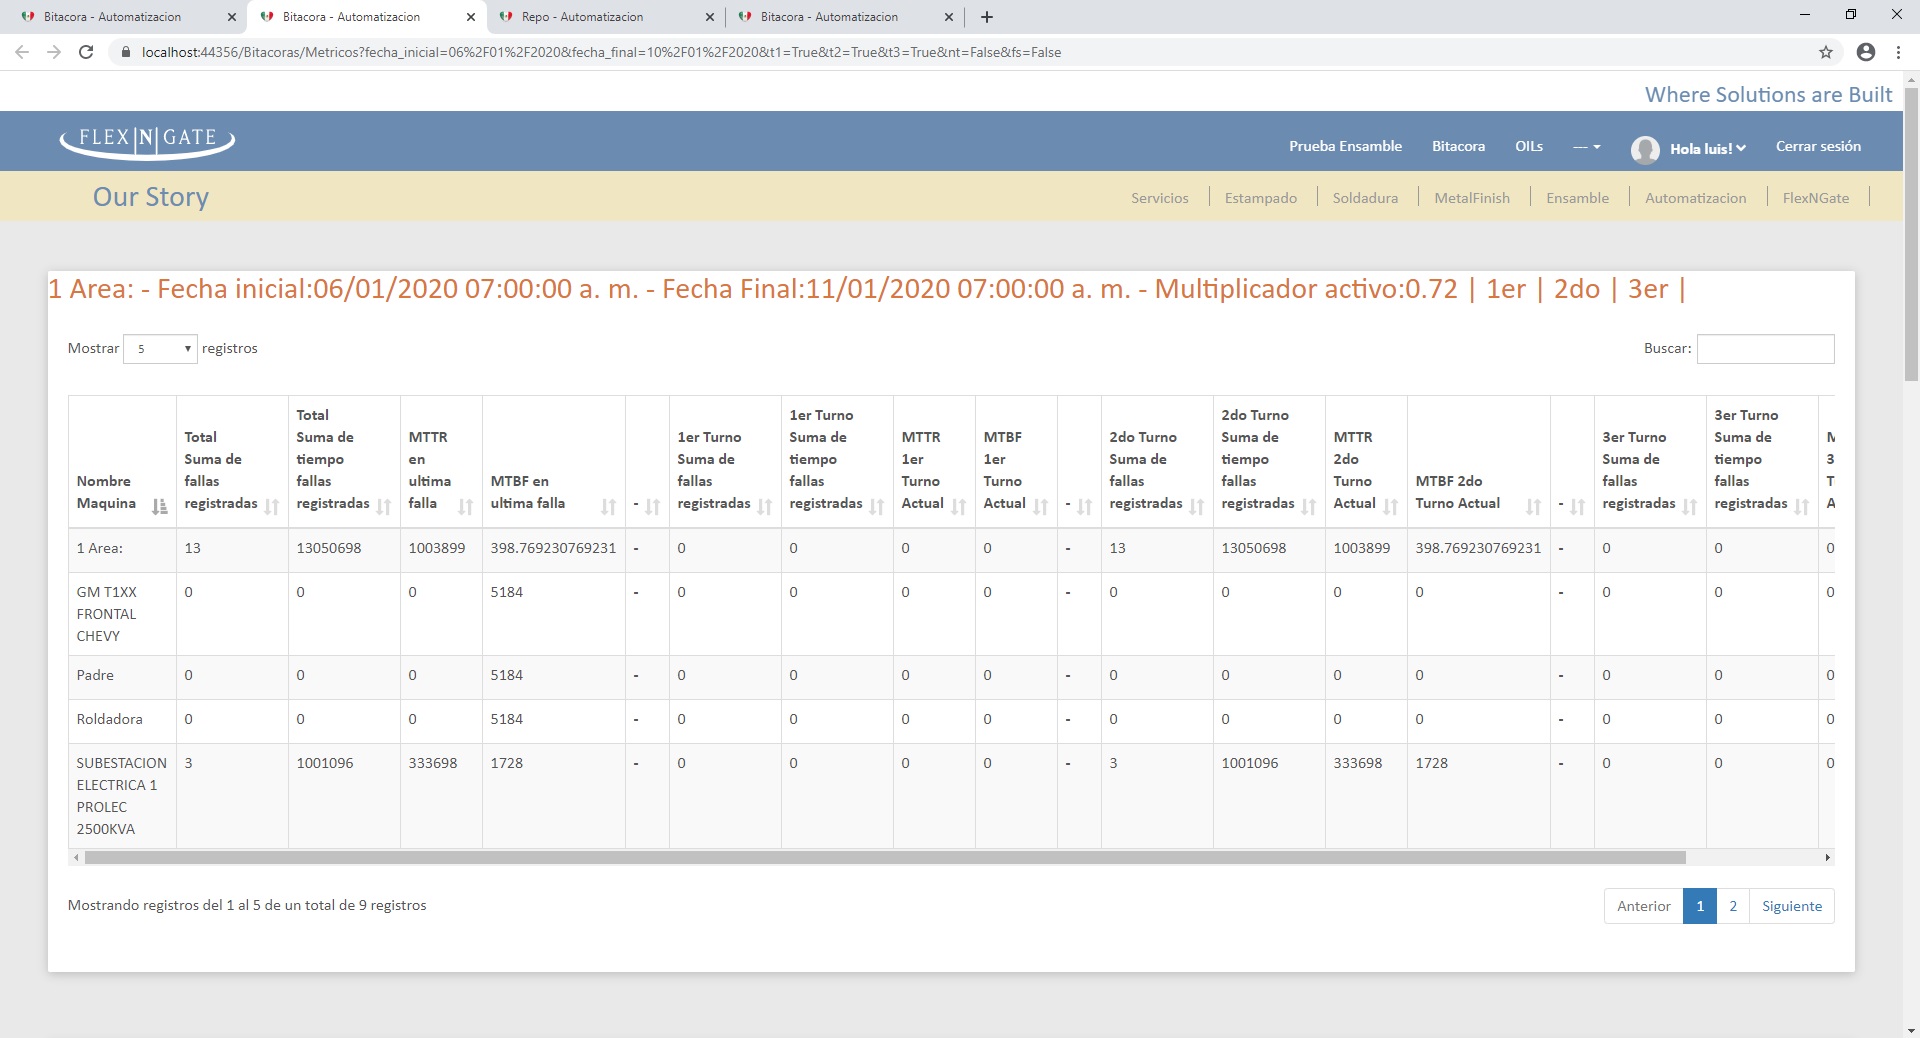 Bitacora - Automatizacion
Bitacora - Automatizacion
Repo - Automatizacion
Bitacora - Automatizacion
localhost:44356/Bitacoras/Metricos?fecha_inicial=06%2F01%2F2020&fecha_final=10%2F01%2F2020&t1=True&t2=True&t3=True&nt=False&fs=False
Where Solutions are Built
FLEX|N|GATE
Prueba Ensamble Bitacora OILs — Hola luis! Cerrar sesión
Our Story
Servicios | Estampado | Soldadura | MetalFinish | Ensamble | Automatizacion | FlexNGate |
1 Area: - Fecha inicial:06/01/2020 07:00:00 a. m. - Fecha Final:11/01/2020 07:00:00 a. m. - Multiplicador activo:0.72 | 1er | 2do | 3er |
Mostrar 5 registros
Buscar:
Nombre
Maquina
Total
Suma de
fallas
registradas
Total
Suma de
tiempo
fallas
registradas
MTTR
en
ultima
falla
MTBF en
ultima falla
-
1er Turno
Suma de
fallas
registradas
1er Turno
Suma de
tiempo
fallas
registradas
MTTR
1er
Turno
Actual
MTBF
1er
Turno
Actual
-
2do Turno
Suma de
fallas
registradas
2do Turno
Suma de
tiempo
fallas
registradas
MTTR
2do
Turno
Actual
MTBF 2do
Turno Actual
-
3er Turno
Suma de
fallas
registradas
3er Turno
Suma de
tiempo
fallas
registradas
1 Area: 13 13050698 1003899 398.769230769231 - 0 0 0 0 - 13 13050698 1003899 398.769230769231 - 0 0 0
GM T1XX 0 0 0 5184 - 0 0 0 0 - 0 0 0 0 - 0 0 0
FRONTAL
CHEVY
Padre 0 0 0 5184 - 0 0 0 0 - 0 0 0 0 - 0 0 0
Roldadora 0 0 0 5184 - 0 0 0 0 - 0 0 0 0 - 0 0 0
SUBESTACION 3 1001096 333698 1728 - 0 0 0 0 - 3 1001096 333698 1728 - 0 0 0
ELECTRICA 1
PROLEC
2500KVA
Mostrando registros del 1 al 5 de un total de 9 registros
Anterior 1 2 Siguiente